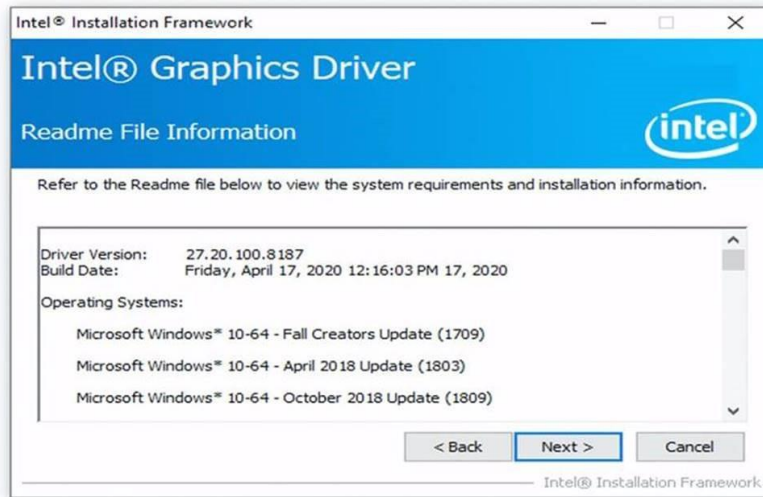 Intel® Installation Framework
Intel® Graphics Driver
Readme File Information
intel®
Refer to the Readme file below to view the system requirements and installation information.
Driver Version: 27.20.100.8187
Build Date: Friday, April 17, 2020 12:16:03 PM 17, 2020
Operating Systems:
Microsoft Windows* 10-64 - Fall Creators Update (1709)
Microsoft Windows* 10-64 - April 2018 Update (1803)
Microsoft Windows* 10-64 - October 2018 Update (1809)
< Back Next > Cancel
Intel® Installation Framework